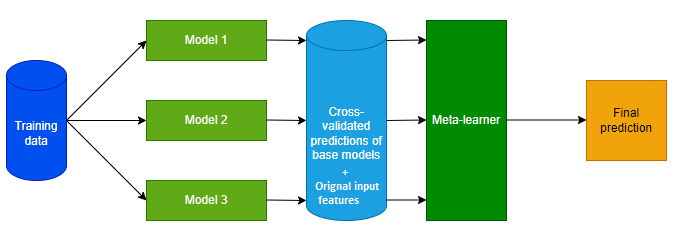 Model 1
Training
data
Model 2
Model 3
Cross-
validated
predictions of
base models
+
Orignal input
features
Meta-learner
Final
prediction